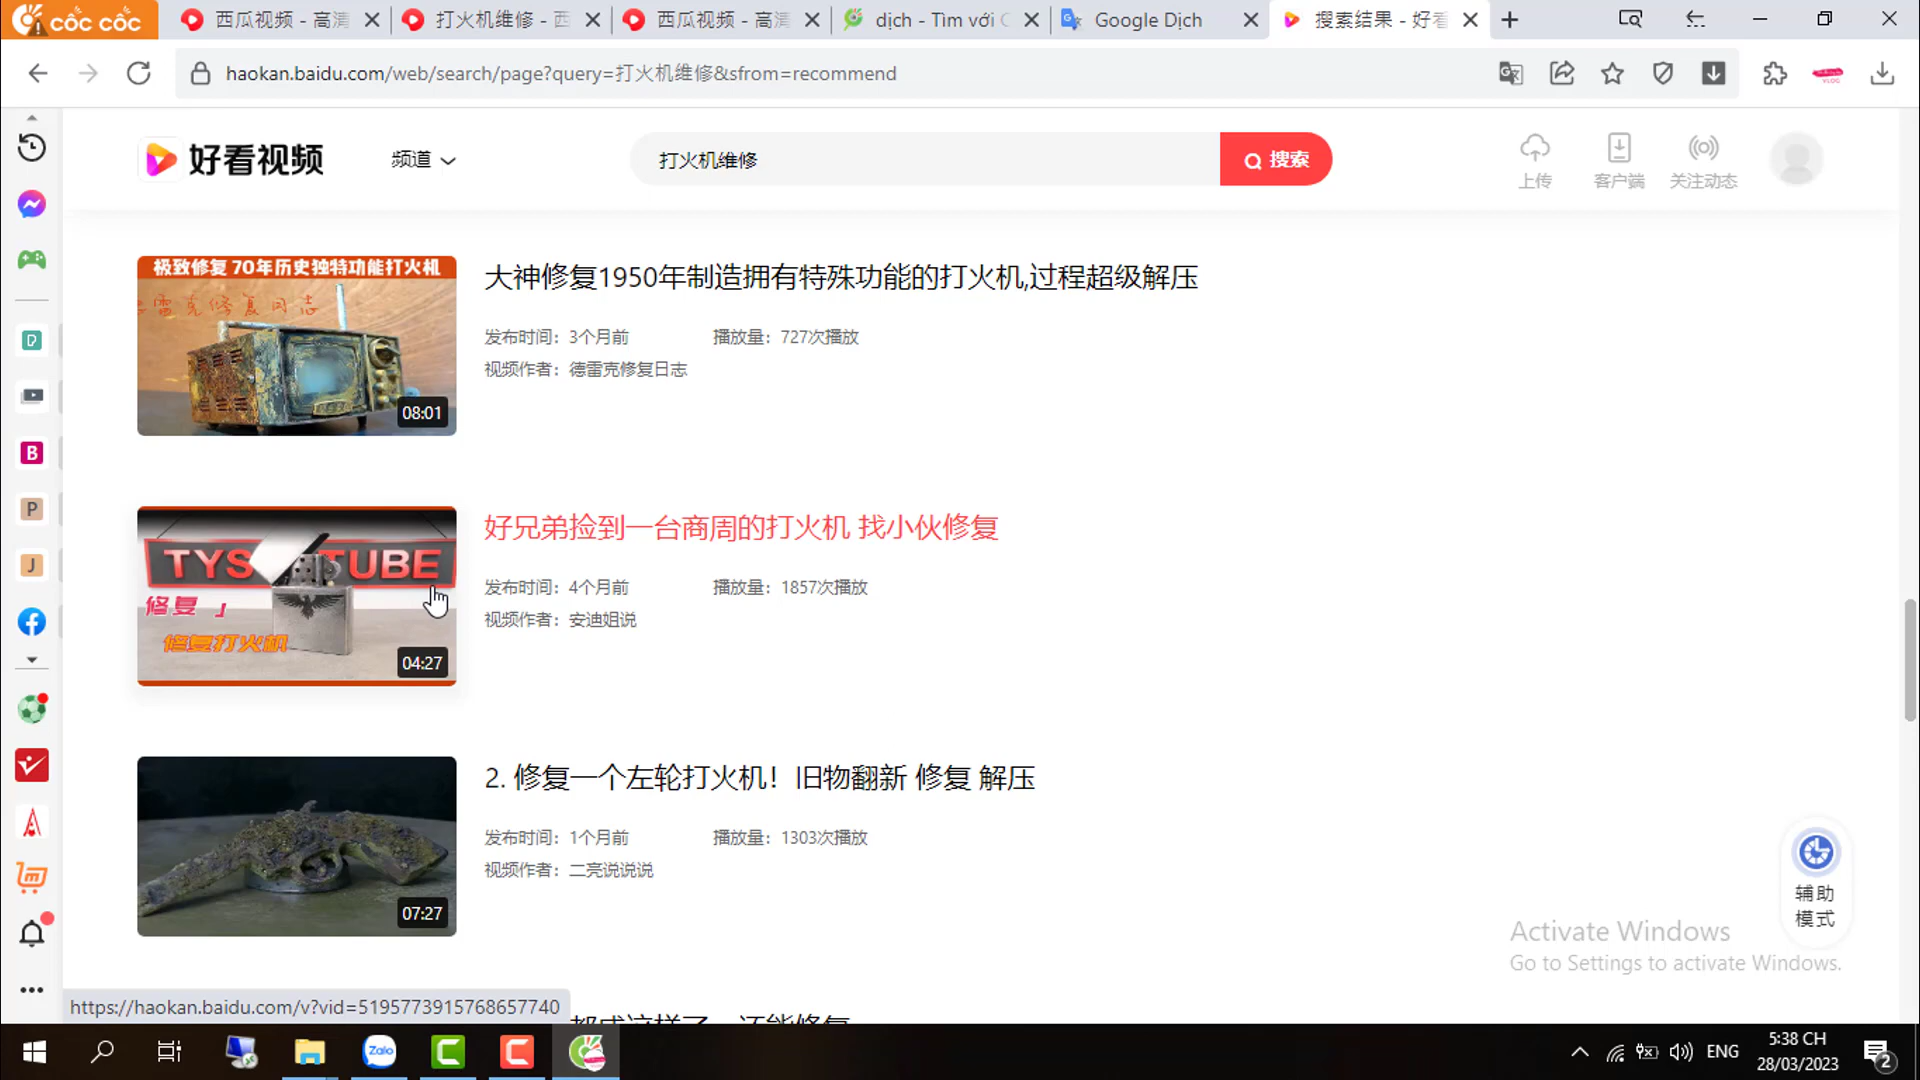 cốc cốc
西瓜视频 - 高清
打火机维修 - 西
西瓜视频 - 高清
dịch - Tìm với C
Google Dịch
搜索结果 - 好看
haokan.baidu.com/web/search/page?query=打火机维修&sfrom=recommend
好看视频
频道
打火机维修
搜索
上传
客户端
关注动态
极致修复 70年历史独特功能打火机
大神修复1950年制造拥有特殊功能的打火机,过程超级解压
发布时间：3个月前
播放量：727次播放
视频作者：德雷克修复日志
08:01
TYS TUBE
修复 」
修复打火机
04:27
好兄弟捡到一台商周的打火机 找小伙修复
发布时间：4个月前
播放量：1857次播放
视频作者：安迪姐说
2. 修复一个左轮打火机！旧物翻新 修复 解压
发布时间：1个月前
播放量：1303次播放
视频作者：二亮说说说
07:27
辅助
模式
Activate Windows
Go to Settings to activate Windows.
https://haokan.baidu.com/v?vid=5195773915768657740
D
B
P
J
Zalo
ENG
5:38 CH
28/03/2023
2